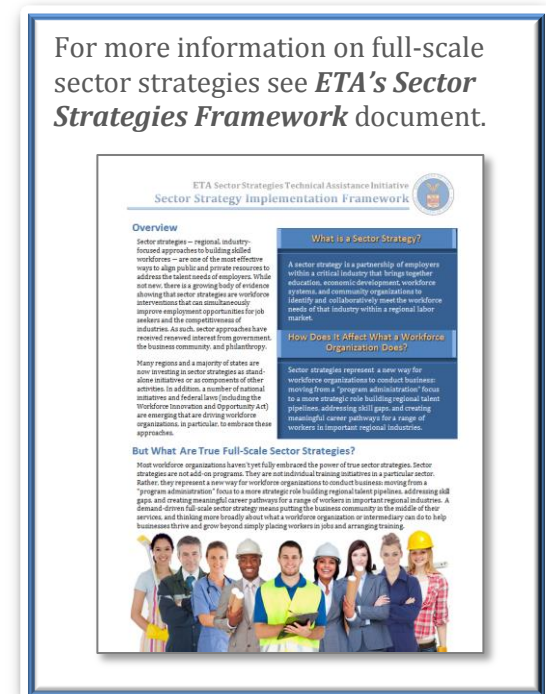 For more information on full-scale
sector strategies see ETA's Sector
Strategies Framework document.
ETA Sector Strategies Technical Assistance Initiative
Sector Strategy Implementation Framework
Overview
Sector strategies — regional, industry-
focused approaches to building skilled
workforces — are one of the most effective
ways to align public and private resources to
address the talent needs of employers. While
not new, there is a growing body of evidence
showing that sector strategies are workforce
interventions that can simultaneously
improve employment opportunities for job
seekers and the competitiveness of
industries. As such, sector approaches have
received renewed interest from government,
the business community, and philanthropy.
Many regions and a majority of states are
now investing in sector strategies as stand-
alone initiatives or as components of other
activities. In addition, a number of national
initiatives and federal laws (including the
Workforce Innovation and Opportunity Act)
are emerging that are driving workforce
organizations, in particular, to embrace these
approaches.
What is a Sector Strategy?
A sector strategy is a partnership of employers
within a critical industry that brings together
education, economic development, workforce
systems, and community organizations to
identify and collaboratively meet the workforce
needs of that industry within a regional labor
market.
How Does It Affect What a Workforce
Organization Does?
Sector strategies represent a new way for
workforce organizations to conduct business:
moving from a "program administration" focus
to a more strategic role building regional talent
pipelines, addressing skill gaps, and creating
meaningful career pathways for a range of
workers in important regional industries.
But What Are True Full-Scale Sector Strategies?
Most workforce organizations haven't yet fully embraced the power of true sector strategies. Sector
strategies are not add-on programs. They are not individual training initiatives in a particular sector.
Rather, they represent a new way for workforce organizations to conduct business: moving from a
"program administration" focus to a more strategic role building regional talent pipelines, addressing skill
gaps, and creating meaningful career pathways for a range of workers in important regional industries. A
demand-driven full-scale sector strategy means putting the business community in the middle of their
services, and thinking more broadly about what a workforce organization or intermediary can do to help
businesses thrive and grow beyond simply placing workers in jobs and arranging training.